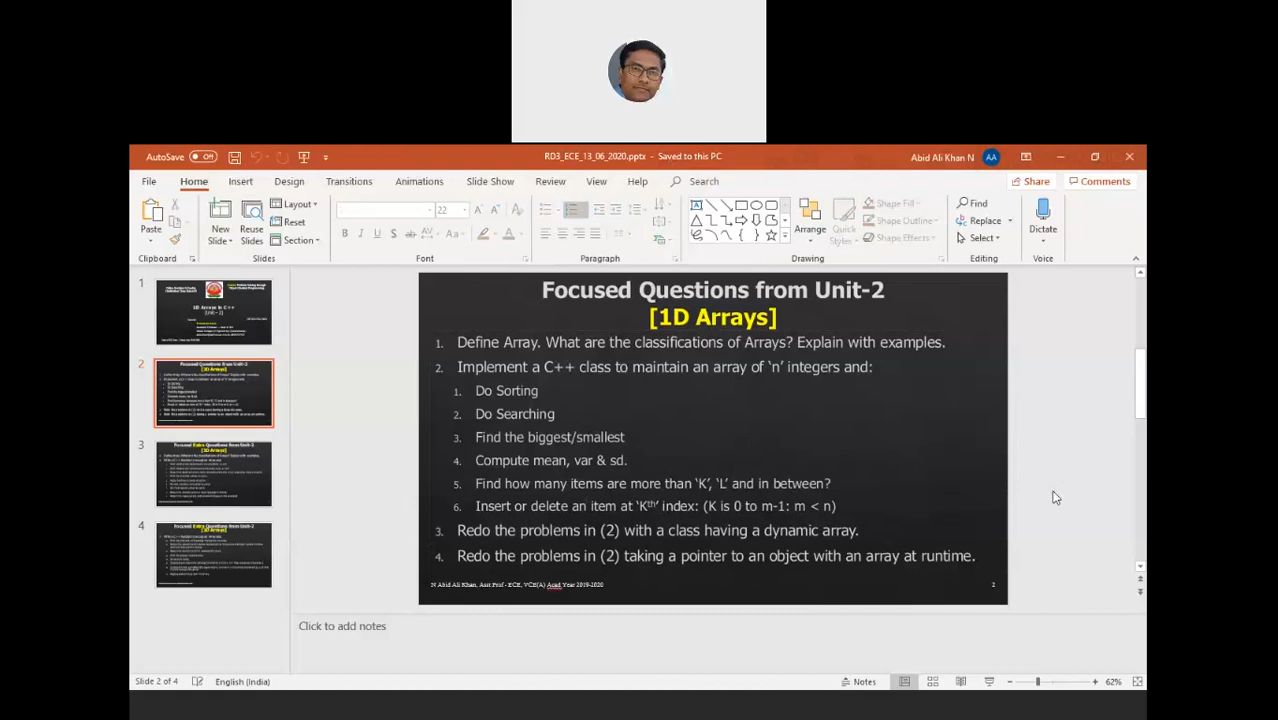 AutoSave Off
RD3_ECE_13_06_2020.pptx — Saved to this PC
Abid Ali Khan N AA
File Home Insert Design Transitions Animations Slide Show Review View Help Search
Share Comments
Paste
New Slide
Reuse Slides
Layout
Reset
Section
22
Arrange
Quick Styles
Shape Fill
Shape Outline
Shape Effects
Find
Replace
Select
Dictate
Clipboard Slides Font Paragraph Drawing Editing Voice
1
2
3
4
Focused Questions from Unit-2
[1D Arrays]
1. Define Array. What are the classifications of Arrays? Explain with examples.
2. Implement a C++ class to maintain an array of ‘n’ integers and:
1. Do Sorting
2. Do Searching
3. Find the biggest/smallest
4. Compute mean, var & sd.
5. Find how many items are more than ‘K’, ‘L’ and in between?
6. Insert or delete an item at ‘Kth’ index: (K is 0 to m-1: m < n)
3. Redo the problems in (2) with a class having a dynamic array.
4. Redo the problems in (2) taking a pointer to an object with an array at runtime.
N Abid Ali Khan, Asst Prof - ECE, VCE(A) Acad Year 2019-2020
2
Click to add notes
Slide 2 of 4 English (India) Notes 62%